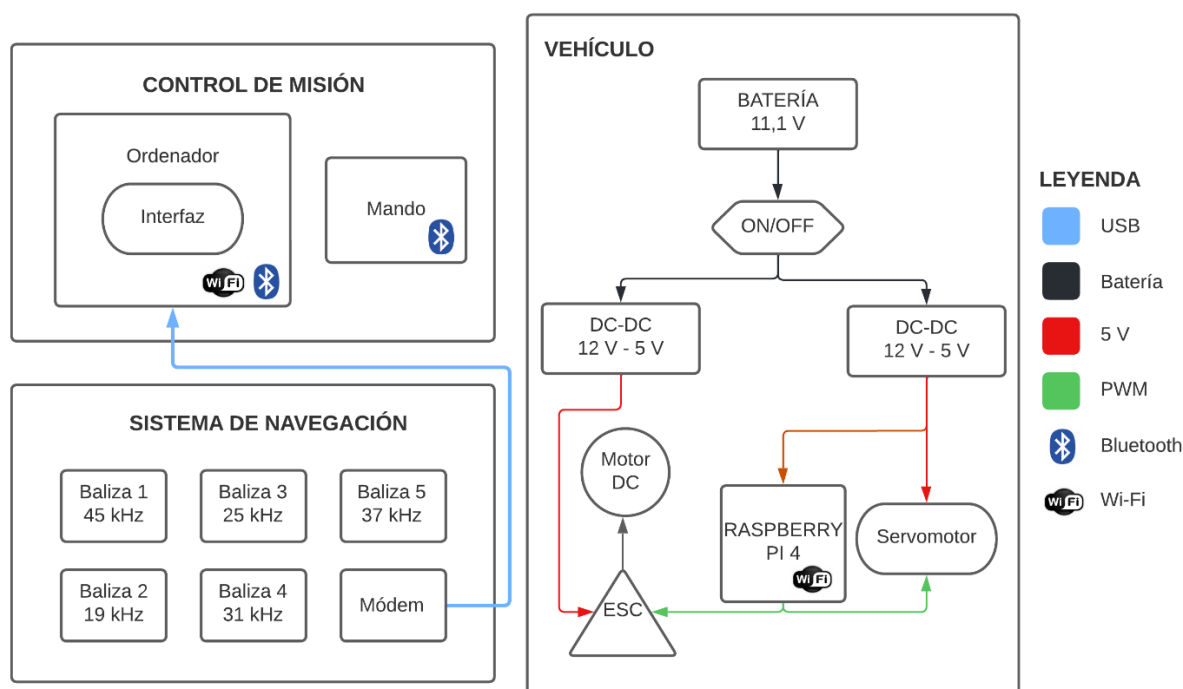 CONTROL DE MISIÓN
Ordenador
Interfaz
WiFi
Mando
SISTEMA DE NAVEGACIÓN
Baliza 1
45 kHz
Baliza 3
25 kHz
Baliza 5
37 kHz
Baliza 2
19 kHz
Baliza 4
31 kHz
Módem
VEHÍCULO
BATERÍA
11,1 V
ON/OFF
DC-DC
12 V - 5 V
DC-DC
12 V - 5 V
Motor
DC
RASPBERRY
PI 4
WiFi
Servomotor
ESC
LEYENDA
USB
Batería
5 V
PWM
Bluetooth
WiFi
Wi-Fi